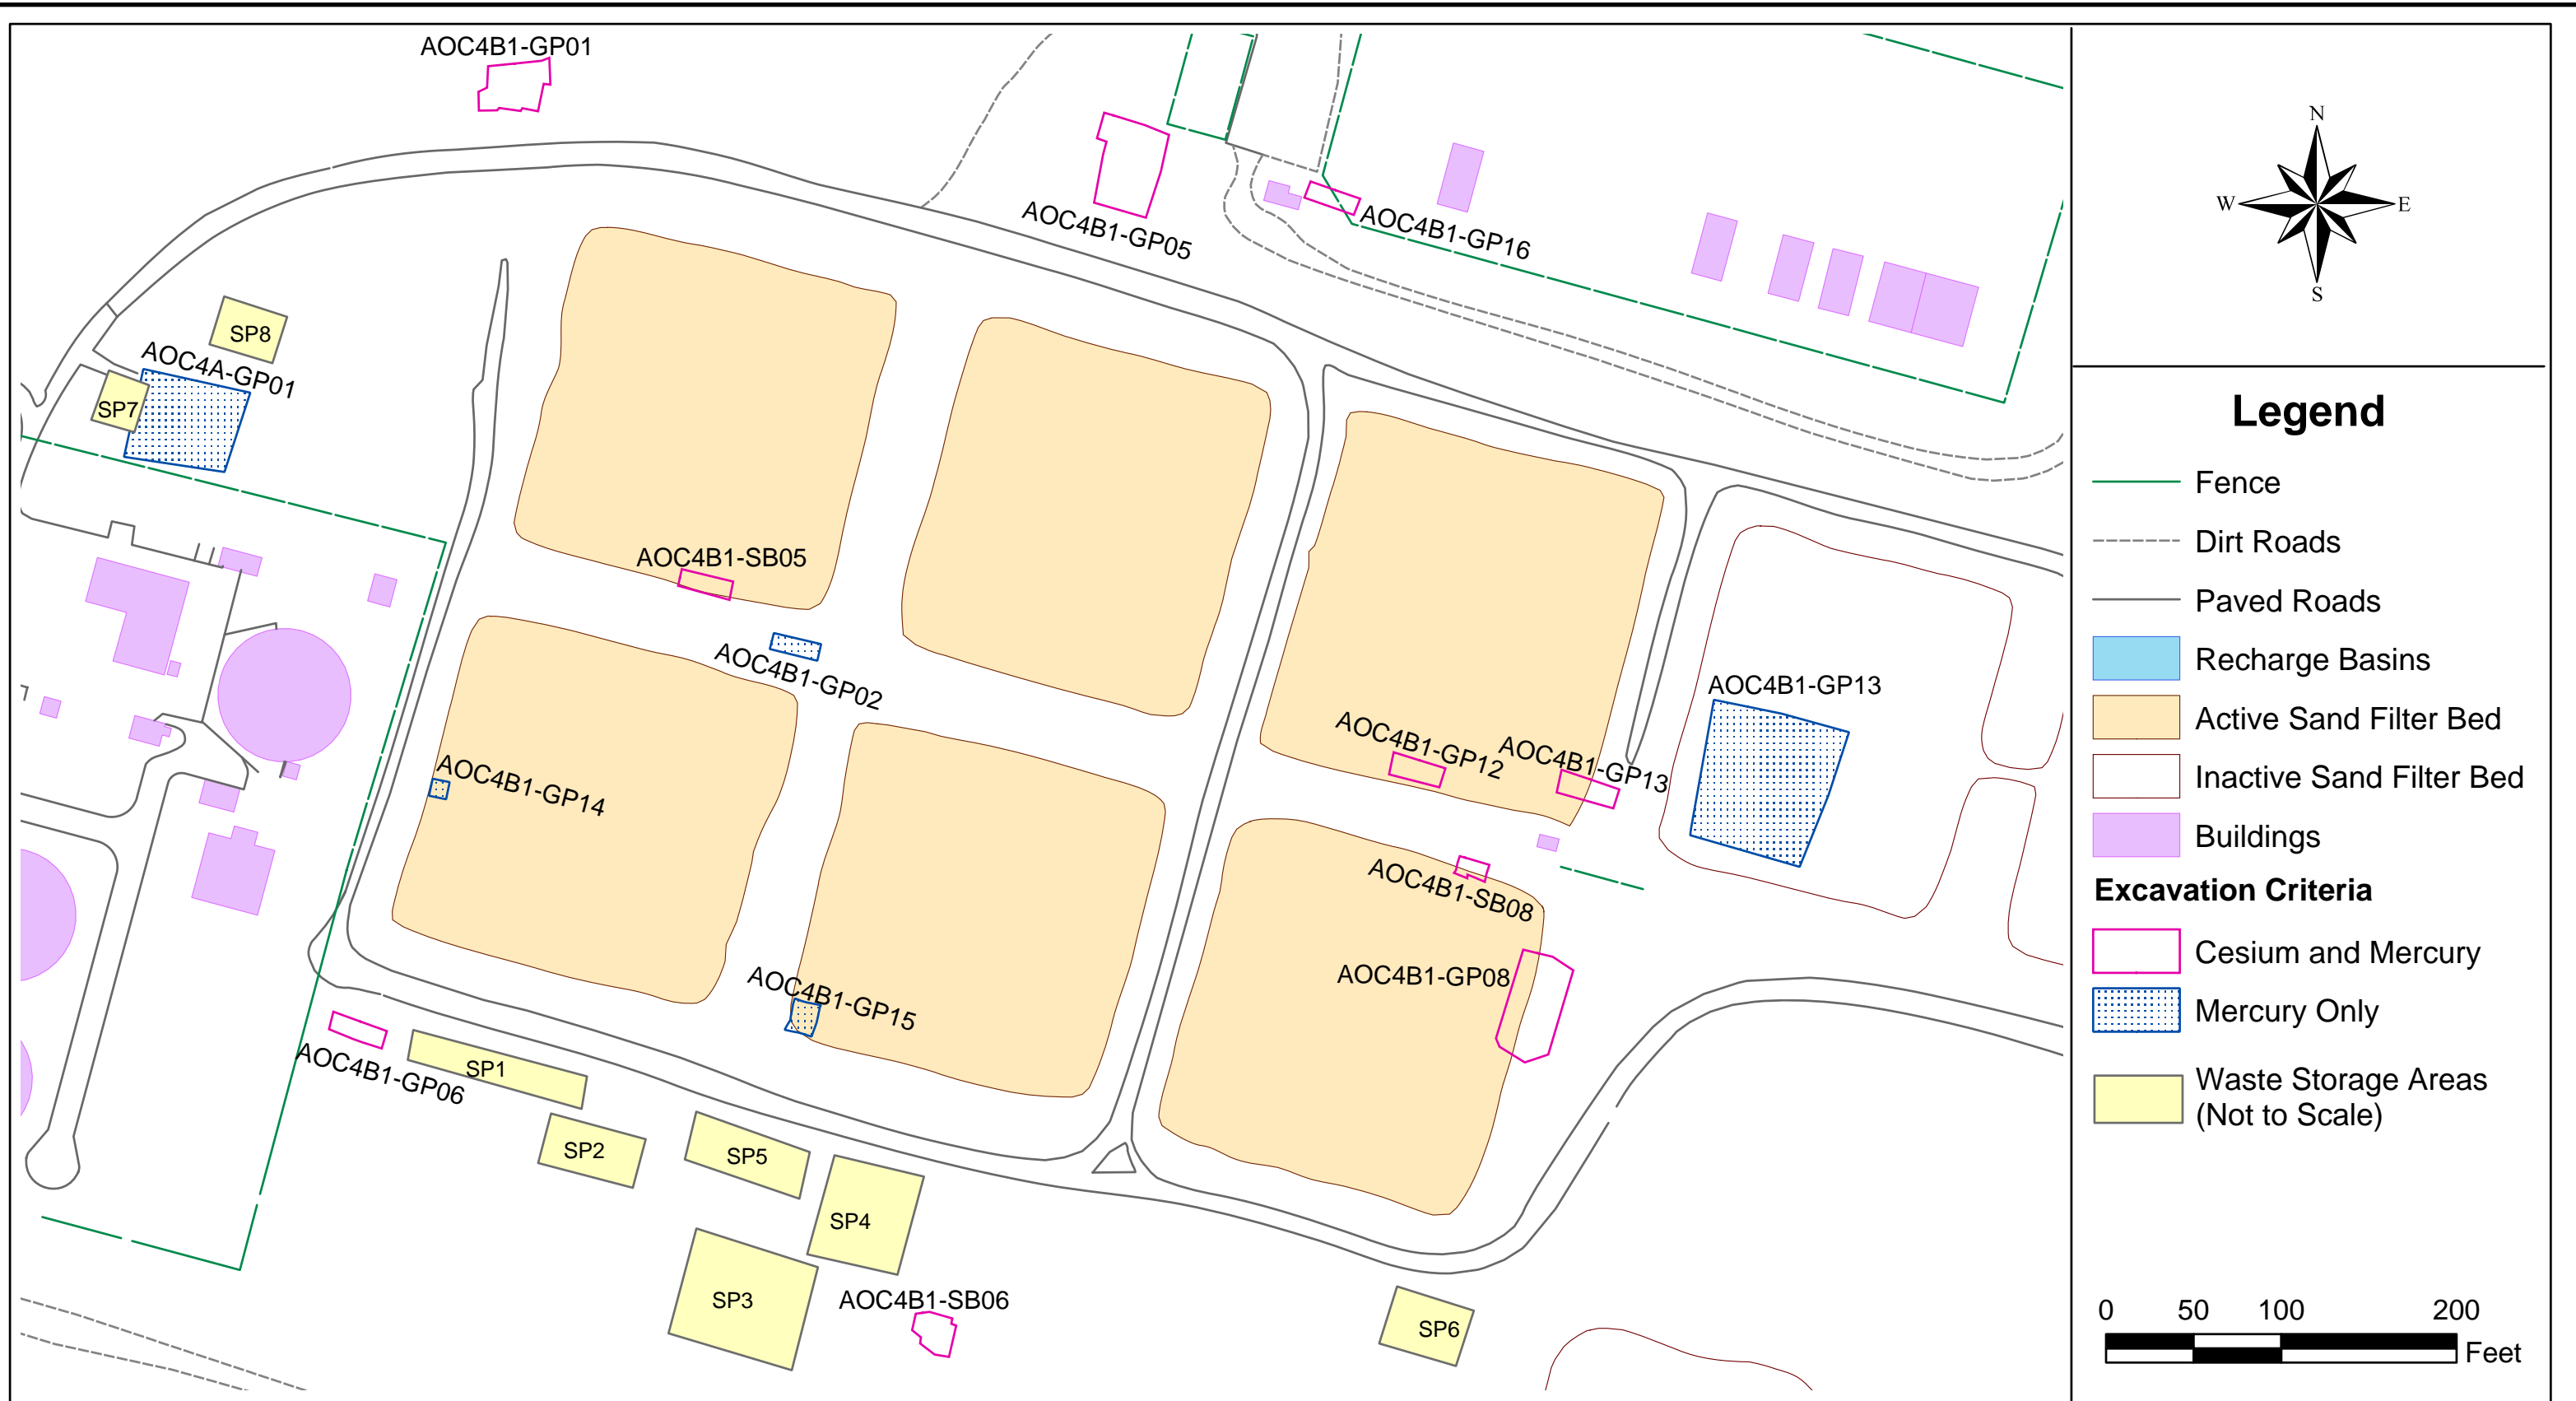 AOC4B1-GP01
AOC4B1-GP05
AOC4B1-GP16
SP8
AOC4A-GP01
SP7
AOC4B1-SB05
AOC4B1-GP02
AOC4B1-GP13
AOC4B1-GP12
AOC4B1-GP13
AOC4B1-GP14
AOC4B1-SB08
AOC4B1-GP08
AOC4B1-GP15
AOC4B1-GP06
SP1
SP2
SP5
SP4
SP3
AOC4B1-SB06
SP6
N
W
E
S
Legend
Fence
Dirt Roads
Paved Roads
Recharge Basins
Active Sand Filter Bed
Inactive Sand Filter Bed
Buildings
Excavation Criteria
Cesium and Mercury
Mercury Only
Waste Storage Areas
(Not to Scale)
0 50 100 200
Feet